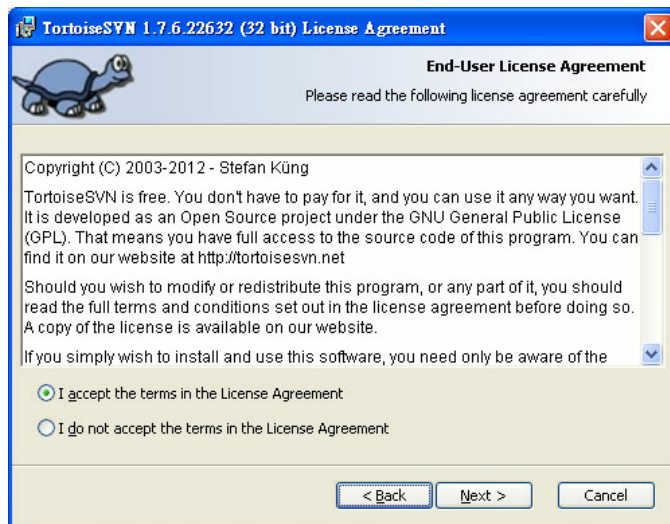 TortoiseSVN 1.7.6.22632 (32 bit) License Agreement
End-User License Agreement
Please read the following license agreement carefully
Copyright (C) 2003-2012 - Stefan Küng
TortoiseSVN is free. You don't have to pay for it, and you can use it any way you want.
It is developed as an Open Source project under the GNU General Public License
(GPL). That means you have full access to the source code of this program. You can
find it on our website at http://tortoisesvn.net
Should you wish to modify or redistribute this program, or any part of it, you should
read the full terms and conditions set out in the license agreement before doing so.
A copy of the license is available on our website.
If you simply wish to install and use this software, you need only be aware of the
I accept the terms in the License Agreement
I do not accept the terms in the License Agreement
< Back Next > Cancel